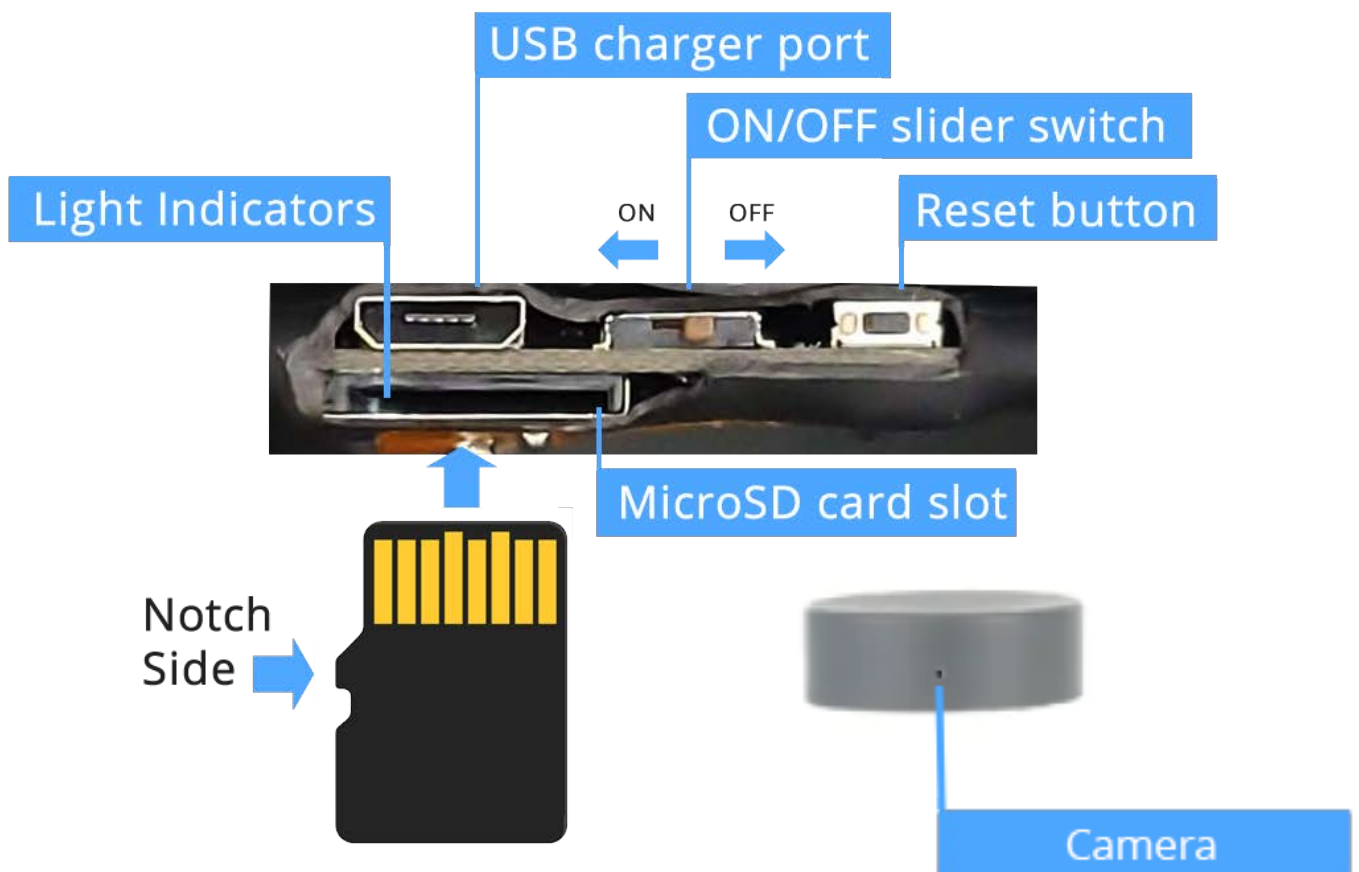 USB charger port
ON/OFF slider switch
Light Indicators
ON
OFF
Reset button
MicroSD card slot
Notch
Side
Camera